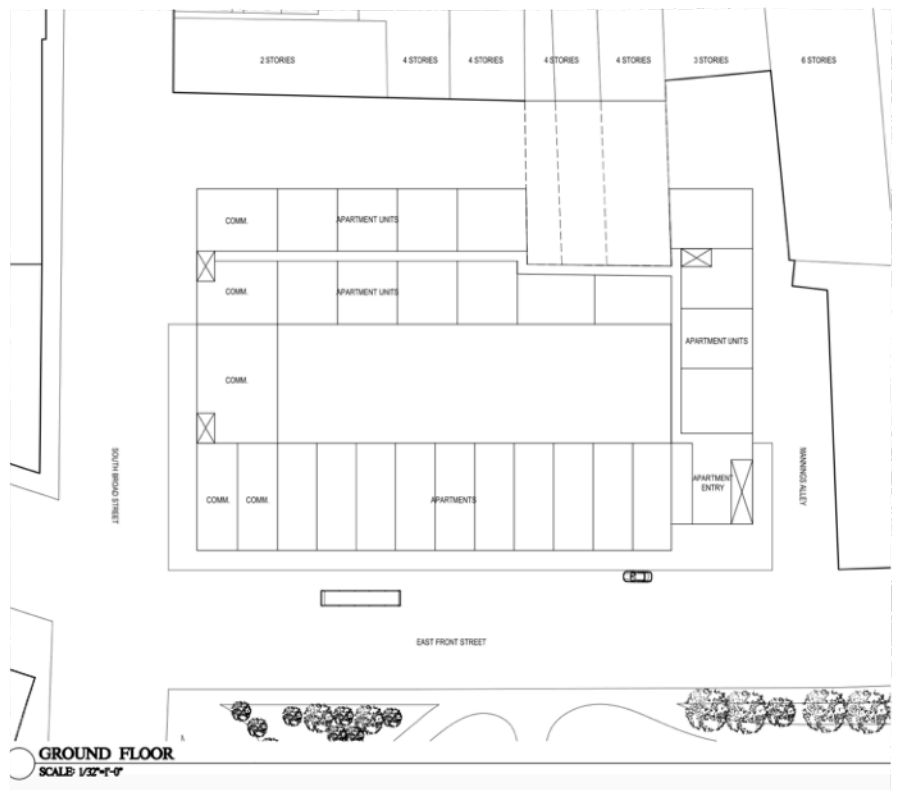 2 STORIES
4 STORIES
4 STORIES
4 STORIES
4 STORIES
3 STORIES
6 STORIES
COMM.
APARTMENT UNITS
COMM.
APARTMENT UNITS
APARTMENT UNITS
COMM.
SOUTH BROAD STREET
COMM.
COMM.
APARTMENTS
APARTMENT
ENTRY
MANNINGS ALLEY
EAST FRONT STREET
GROUND FLOOR
SCALE: 1/32"=1'-0"